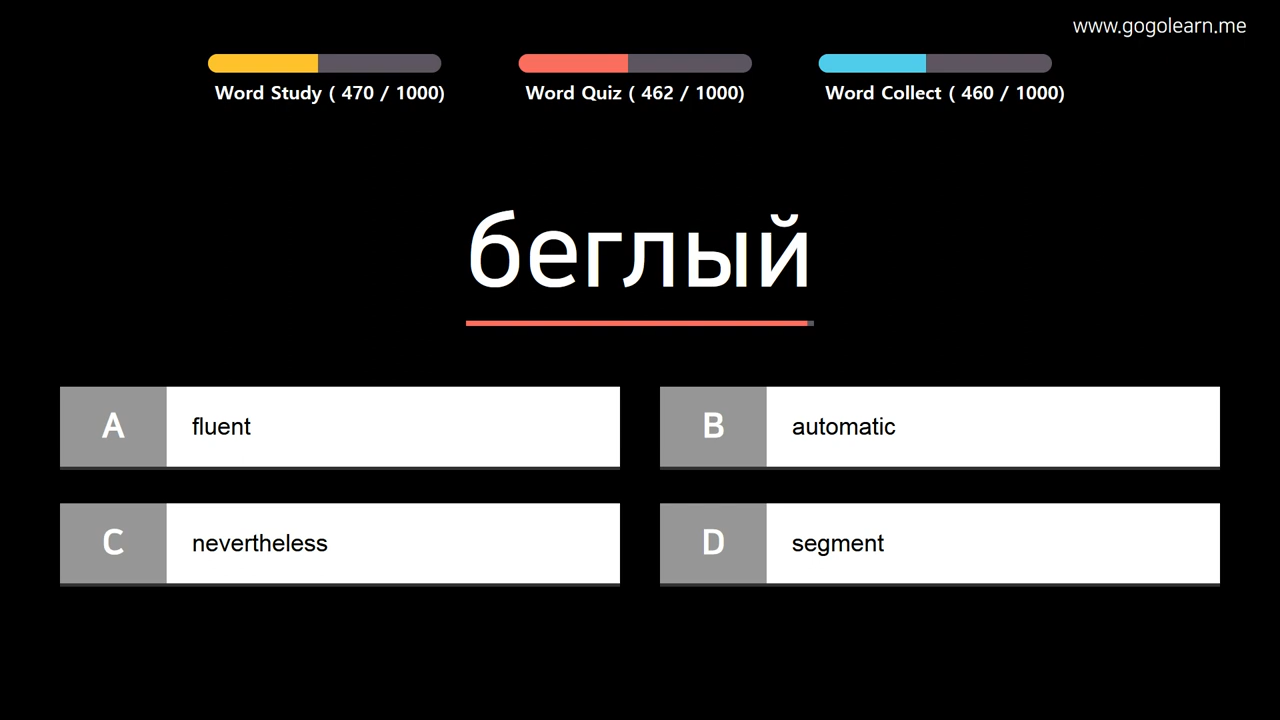 www.gogolearn.me
Word Study ( 470 / 1000)
Word Quiz ( 462 / 1000)
Word Collect ( 460 / 1000)
беглый
A fluent
B automatic
C nevertheless
D segment